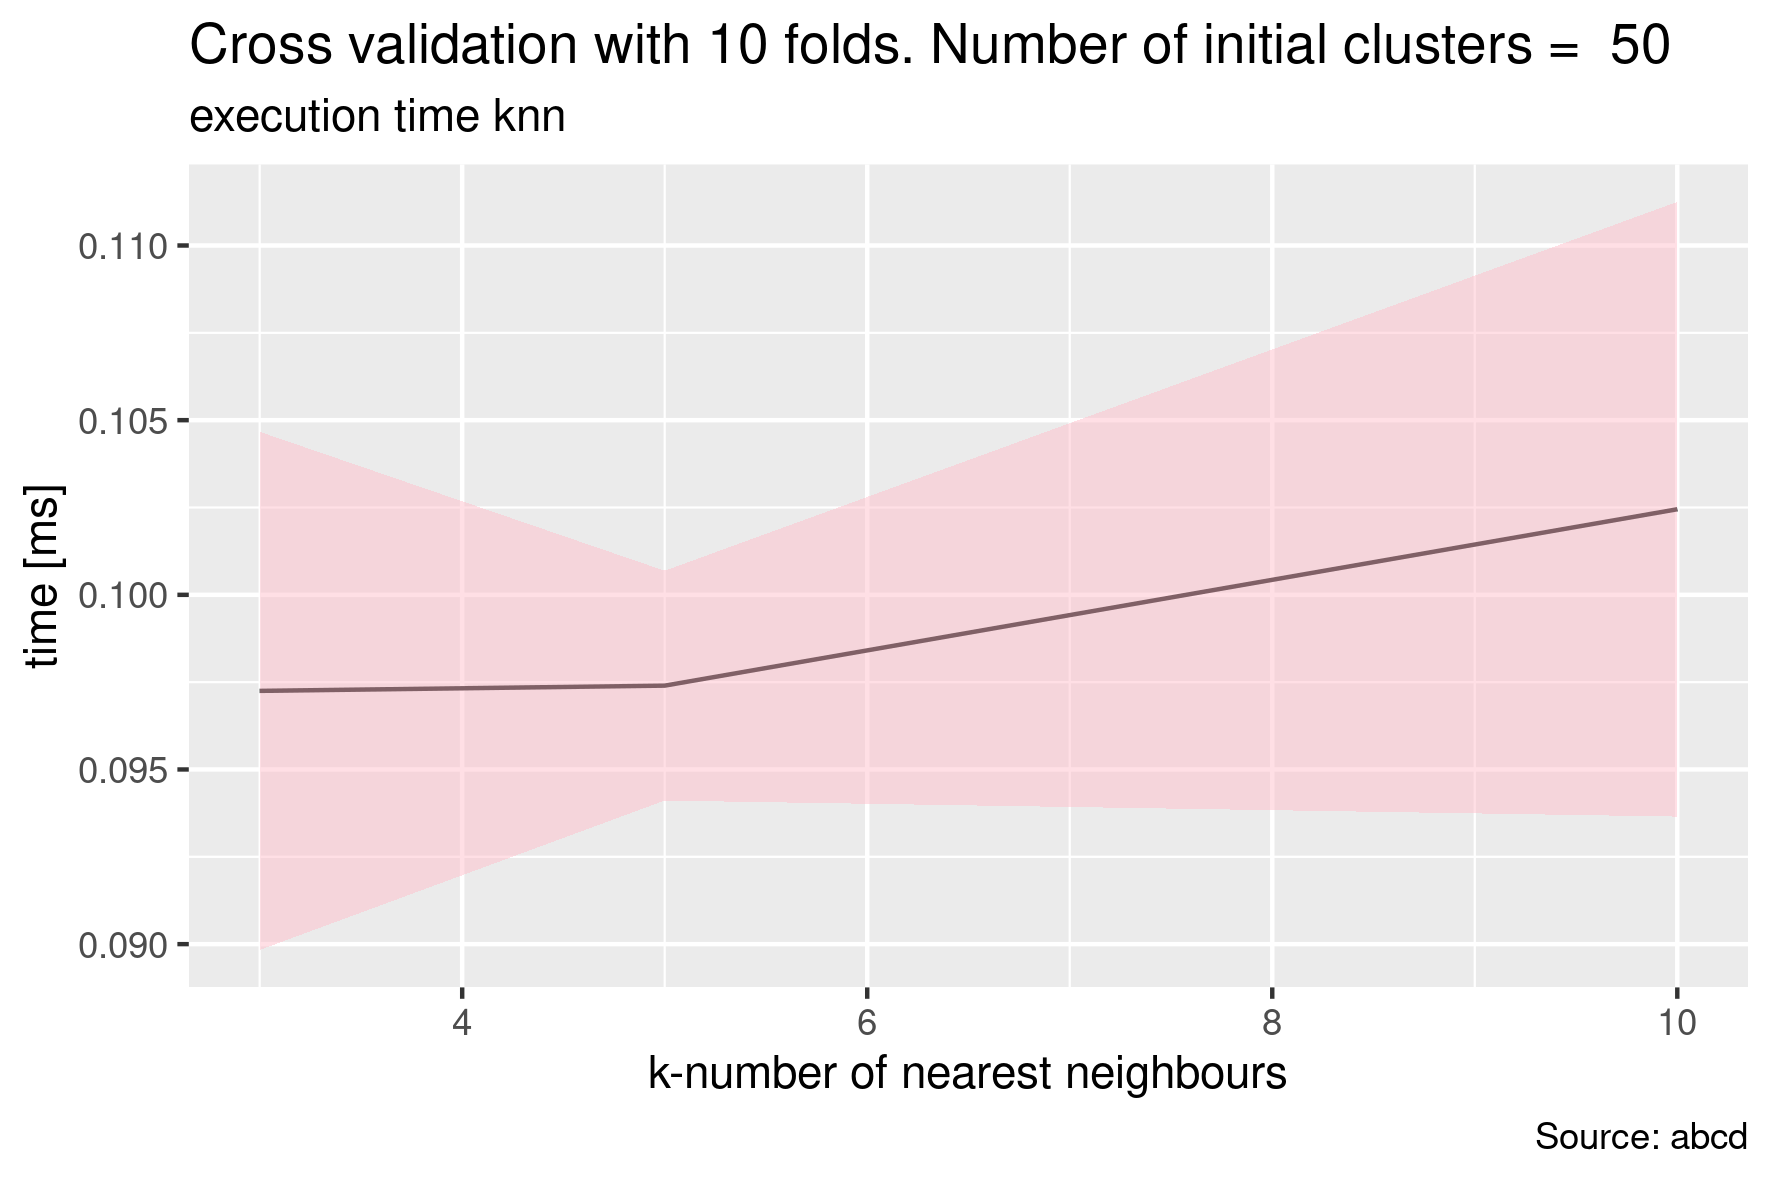 Cross validation with 10 folds. Number of initial clusters =  50
execution time knn
time [ms]
0.110
0.105
0.100
0.095
0.090
4 6 8 10
k-number of nearest neighbours
Source: abcd